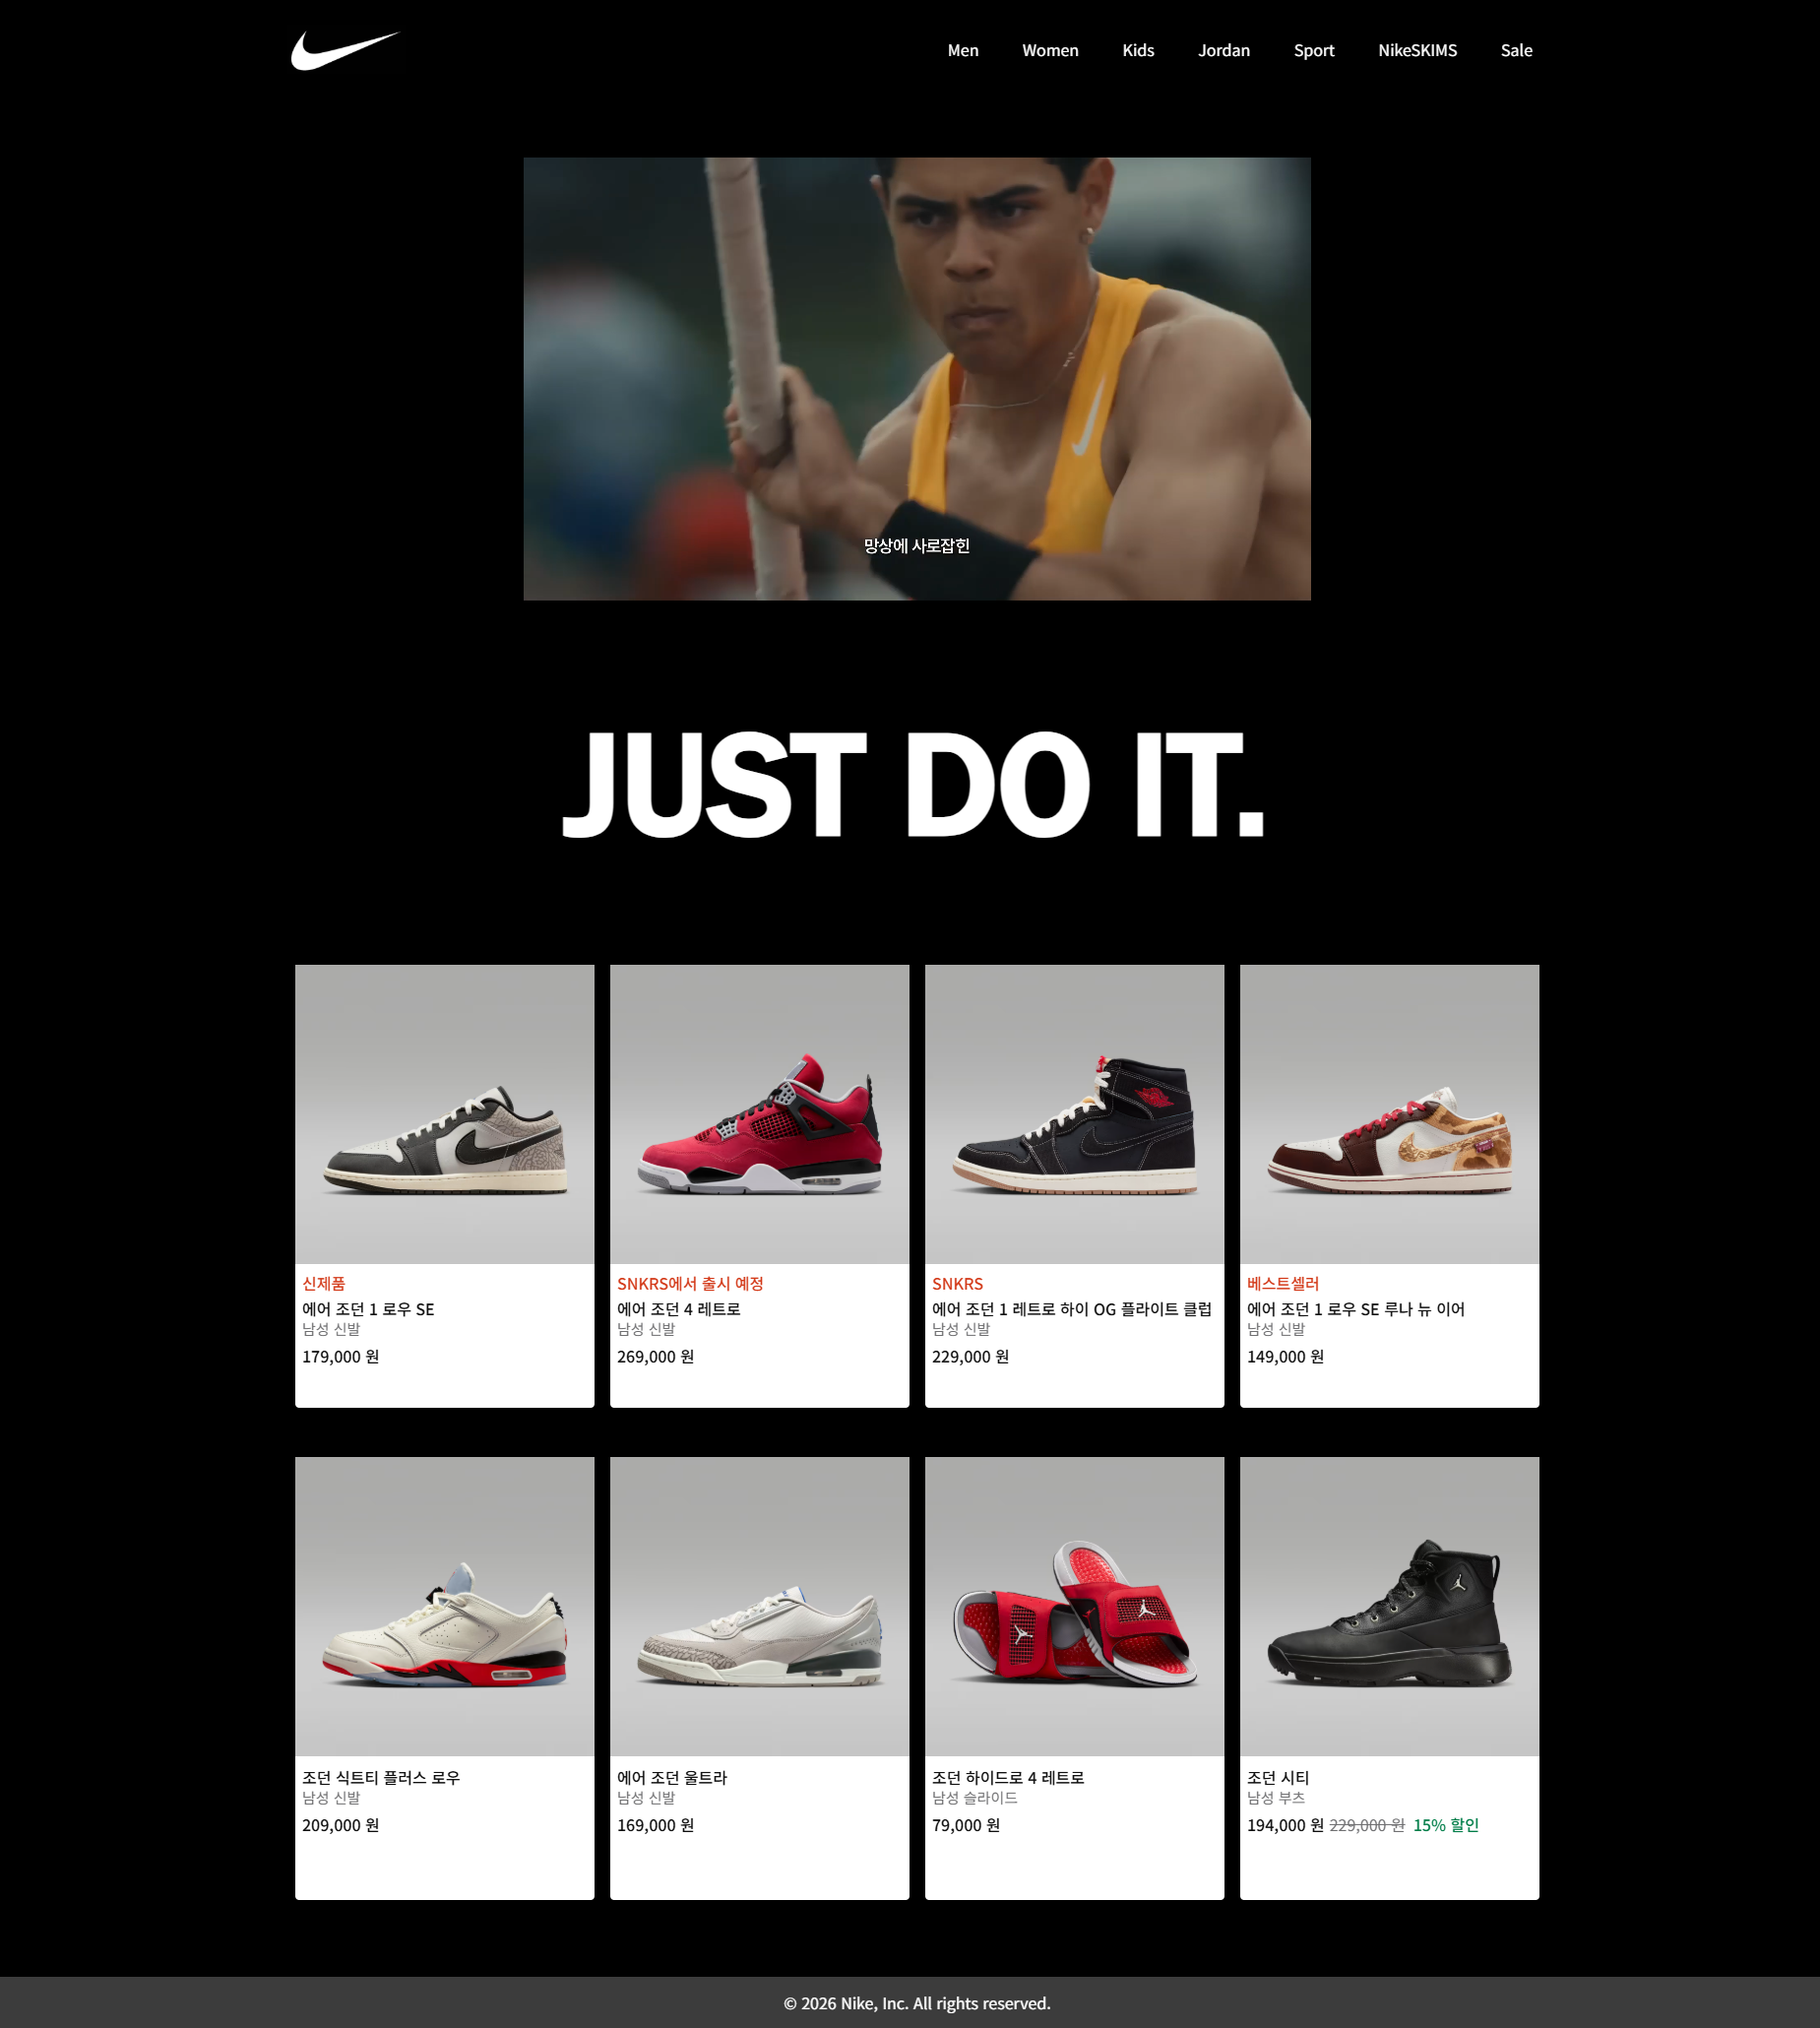 Men Women Kids Jordan Sport NikeSKIMS Sale
망상에 사로잡힌
JUST DO IT.
신제품
에어 조던 1 로우 SE
남성 신발
179,000 원
SNKRS에서 출시 예정
에어 조던 4 레트로
남성 신발
269,000 원
SNKRS
에어 조던 1 레트로 하이 OG 플라이트 클럽
남성 신발
229,000 원
베스트셀러
에어 조던 1 로우 SE 루나 뉴 이어
남성 신발
149,000 원
조던 식트티 플러스 로우
남성 신발
209,000 원
에어 조던 울트라
남성 신발
169,000 원
조던 하이드로 4 레트로
남성 슬라이드
79,000 원
조던 시티
남성 부츠
194,000 원 229,000 원 15% 할인
© 2026 Nike, Inc. All rights reserved.